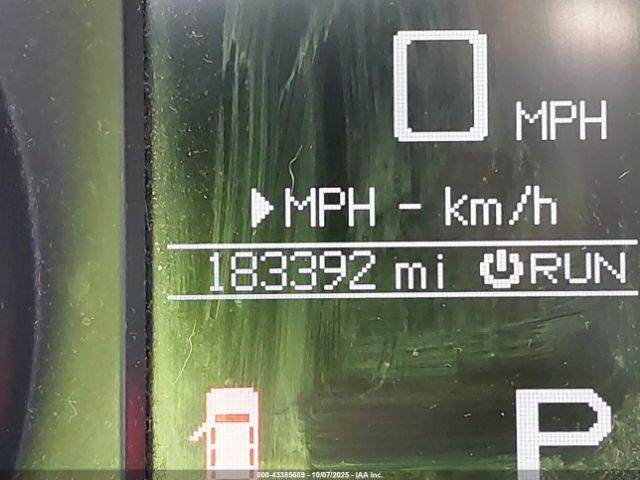 0 MPH
▶MPH - km/h
183392 mi ⏻RUN
P
000-43385689 - 10/07/2025 - IAA Inc.